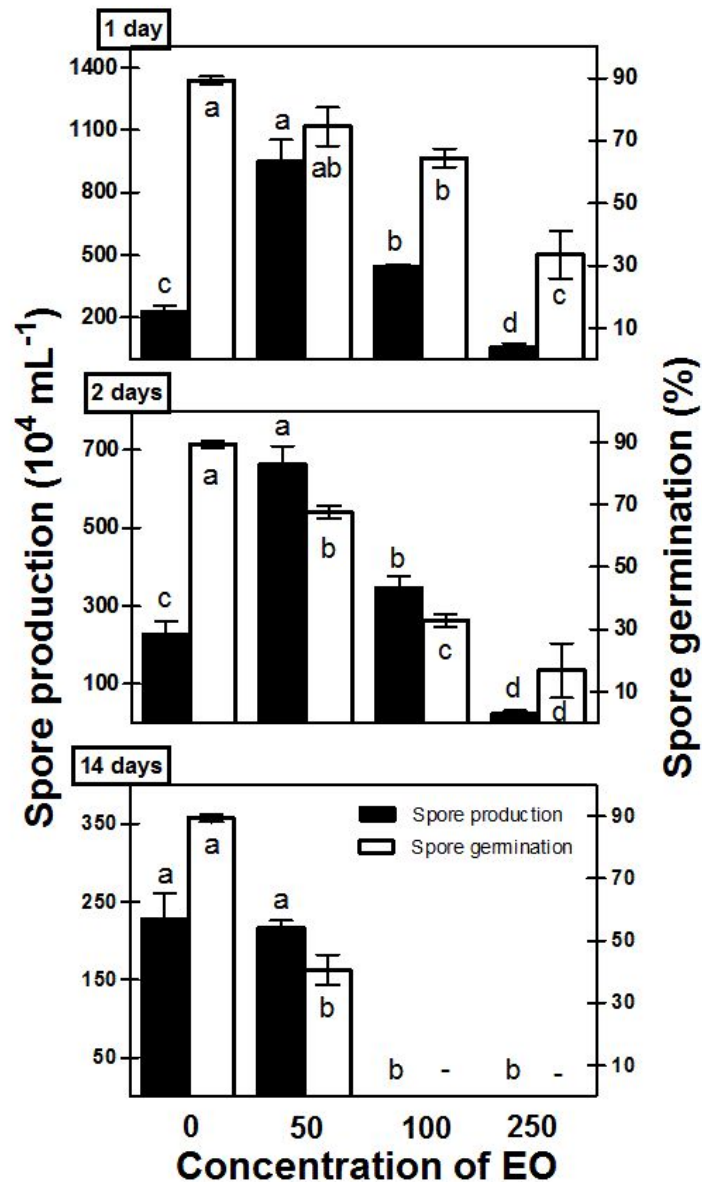 1 day
1400
1100
800
500
200
90
70
50
30
10
c
a
a
ab
b
b
d
c
2 days
700
500
300
100
90
70
50
30
10
c
a
a
b
b
c
d
d
14 days
350
250
150
50
90
70
50
30
10
Spore production
Spore germination
a
a
a
b
b
-
b
-
0
50
100
250
Concentration of EO
Spore production (10⁴ mL⁻¹)
Spore germination (%)